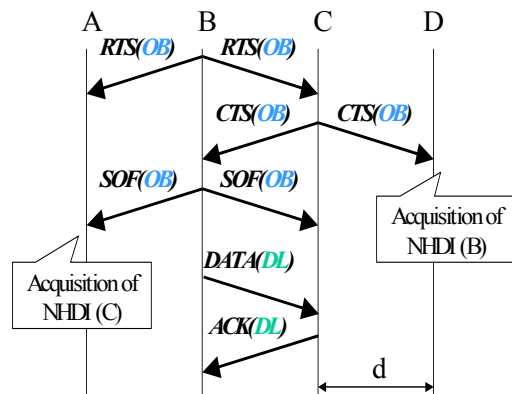 A B C D
RTS(OB) RTS(OB)
CTS(OB) CTS(OB)
SOF(OB) SOF(OB)
Acquisition of
NHDI (B)
DATA(DL)
Acquisition of
NHDI (C)
ACK(DL)
d